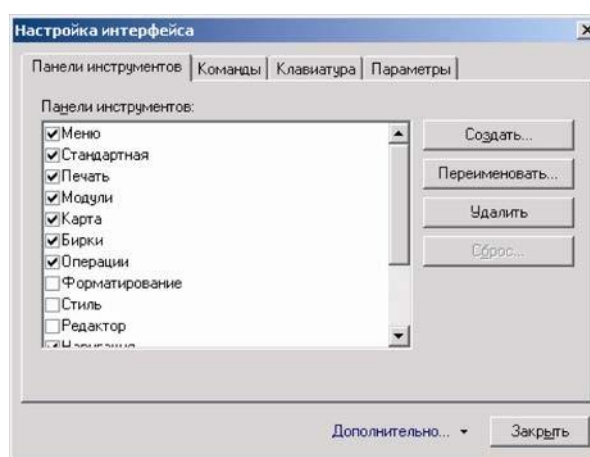 Настройка интерфейса
Панели инструментов Команды Клавиатура Параметры
Панели инструментов:
Меню
Стандартная
Печать
Модули
Карта
Бирки
Операции
Форматирование
Стиль
Редактор
Навигация
Создать...
Переименовать...
Удалить
Сброс...
Дополнительно...
Закрыть